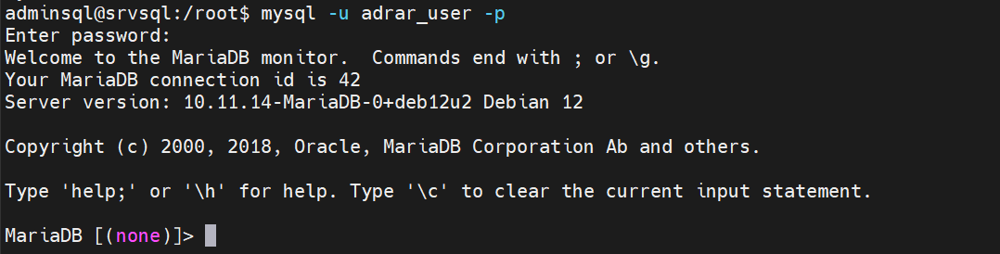 adminsql@srvsql:/root$ mysql -u adrar_user -p
Enter password:
Welcome to the MariaDB monitor.  Commands end with ; or \g.
Your MariaDB connection id is 42
Server version: 10.11.14-MariaDB-0+deb12u2 Debian 12

Copyright (c) 2000, 2018, Oracle, MariaDB Corporation Ab and others.

Type 'help;' or '\h' for help. Type '\c' to clear the current input statement.

MariaDB [(none)]>